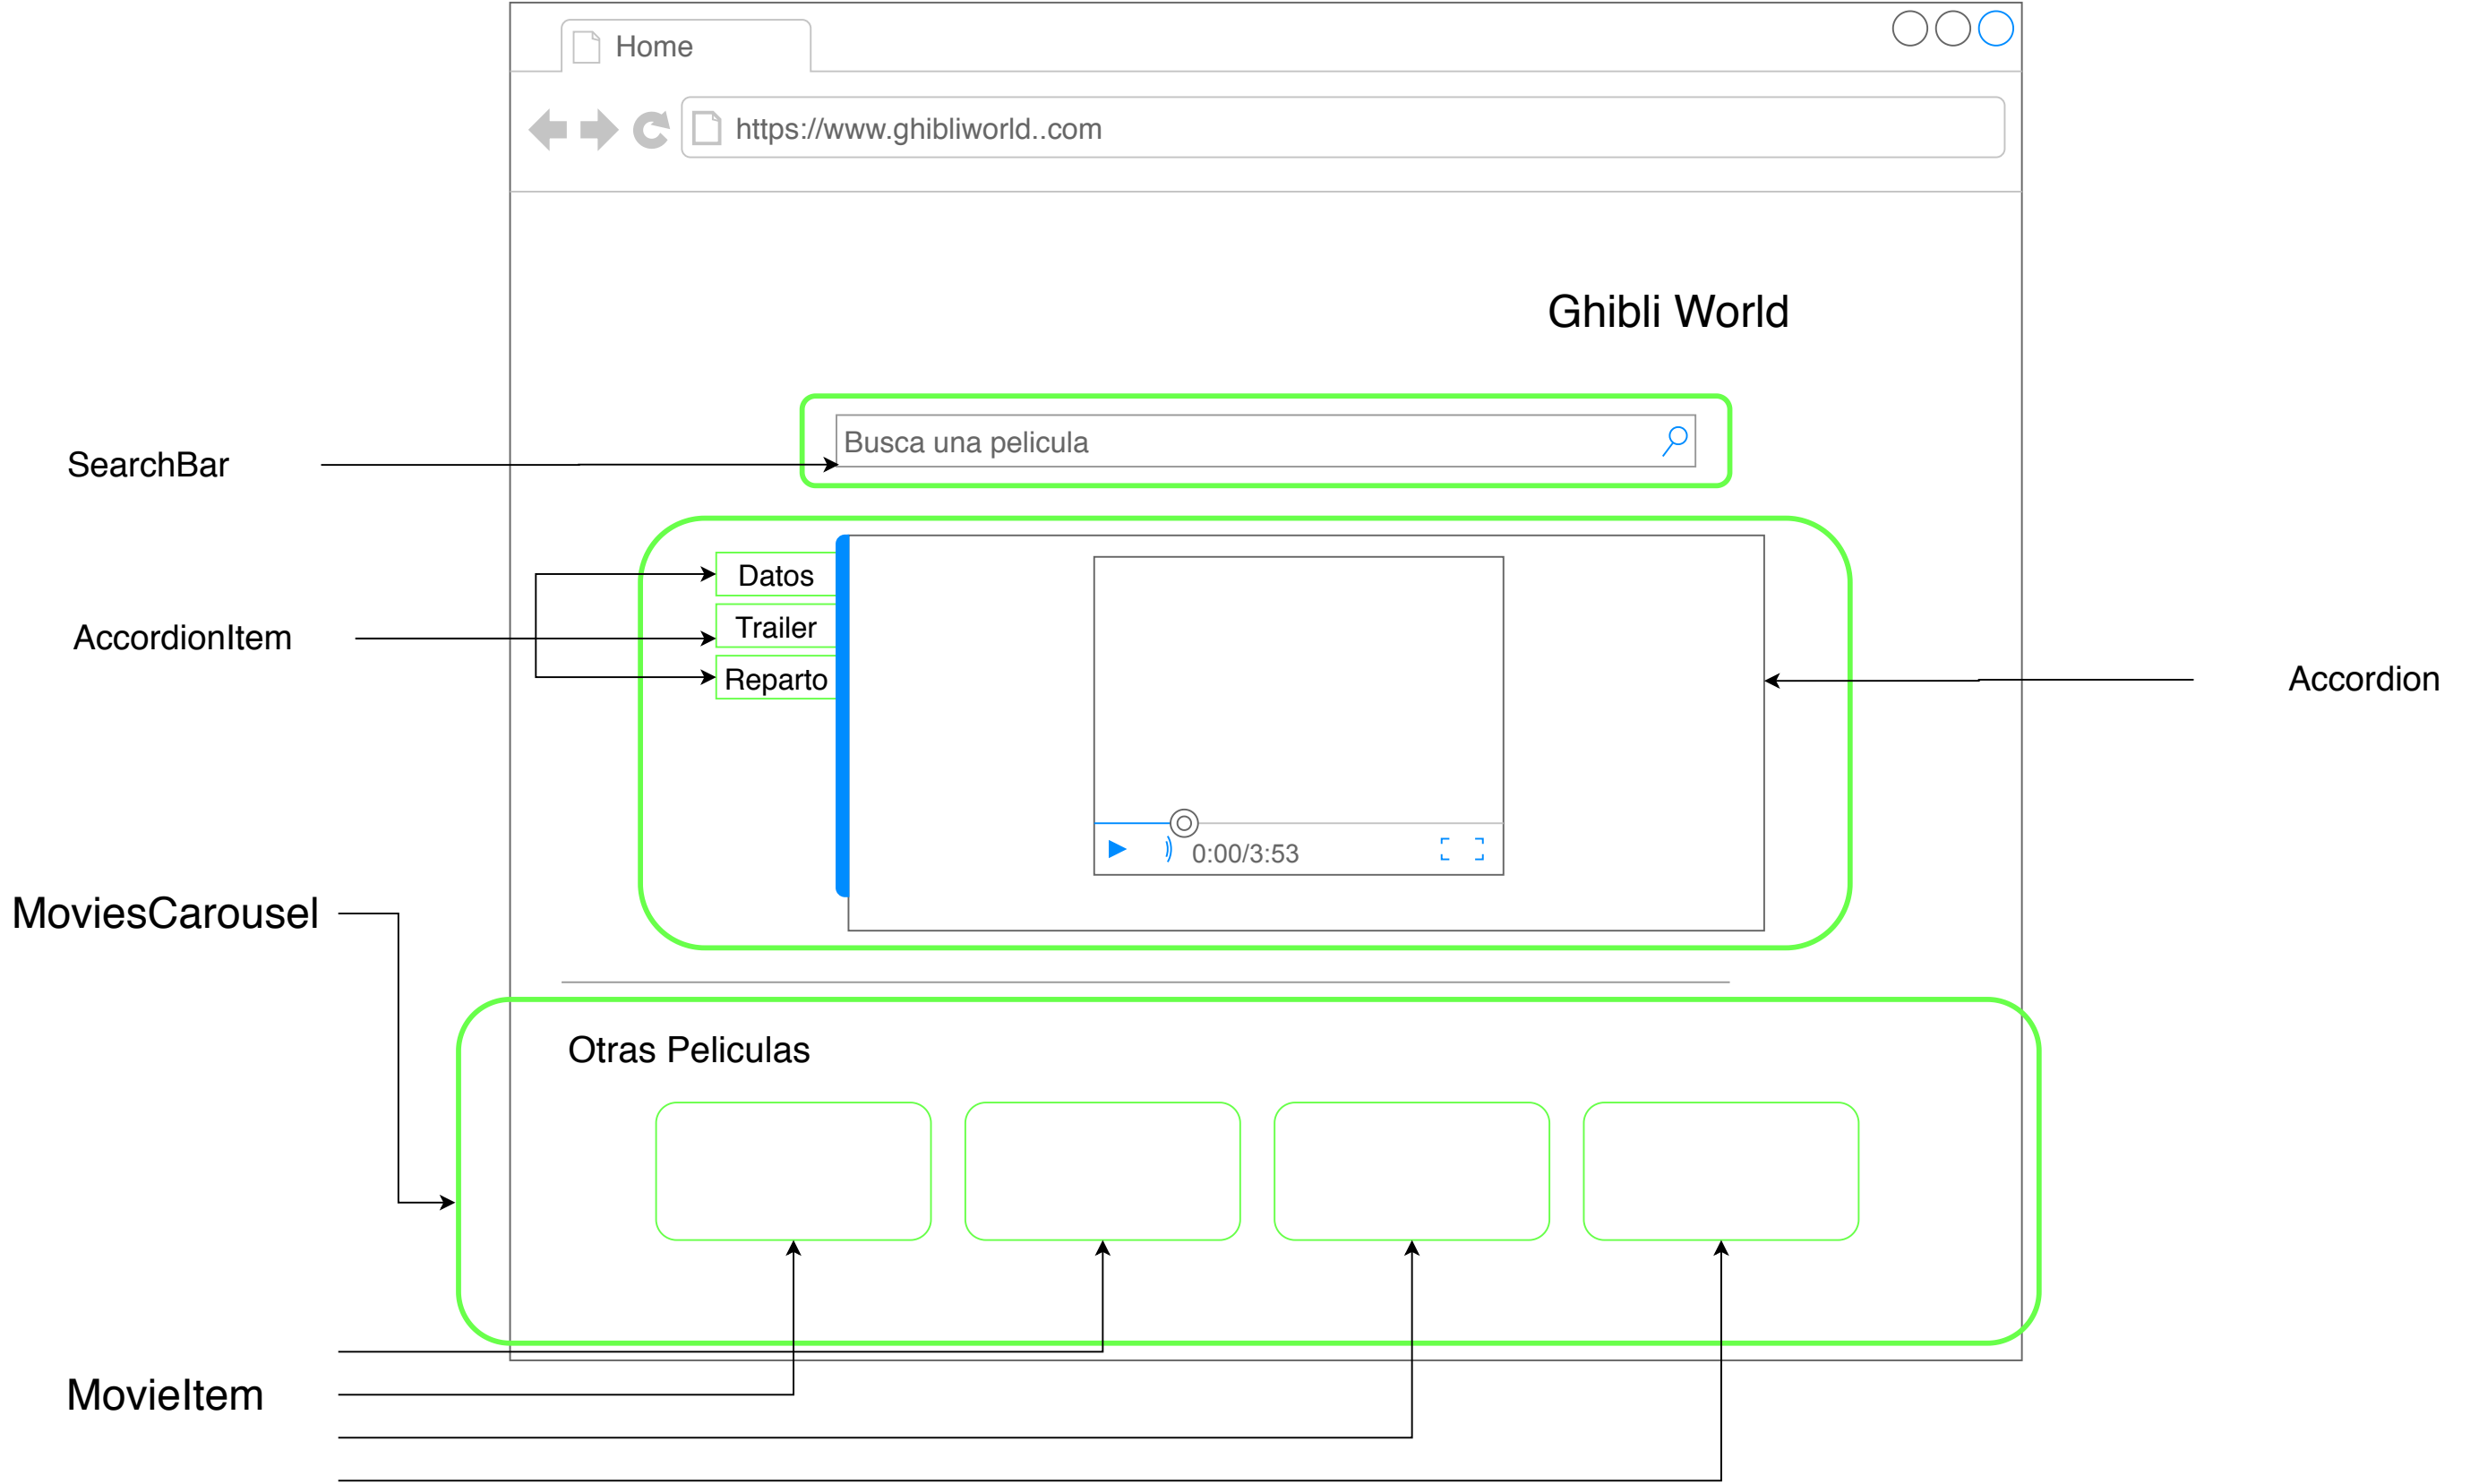 Home
https://www.ghibliworld..com
Ghibli World
SearchBar
Busca una pelicula
AccordionItem
Datos
Trailer
Reparto
Accordion
0:00/3:53
MoviesCarousel
Otras Peliculas
MovieItem